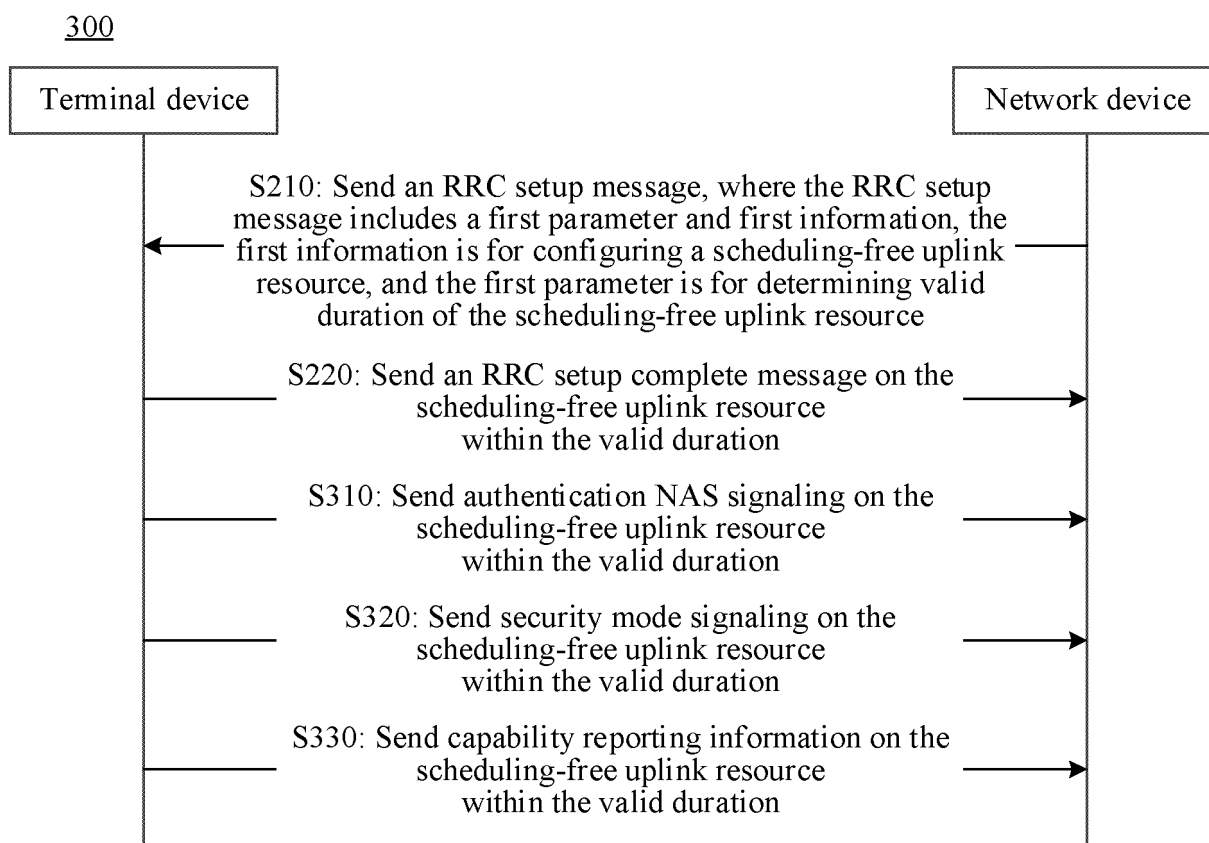 300
Terminal device
Network device
S210: Send an RRC setup message, where the RRC setup
message includes a first parameter and first information, the
first information is for configuring a scheduling-free uplink
resource, and the first parameter is for determining valid
duration of the scheduling-free uplink resource
S220: Send an RRC setup complete message on the
scheduling-free uplink resource
within the valid duration
S310: Send authentication NAS signaling on the
scheduling-free uplink resource
within the valid duration
S320: Send security mode signaling on the
scheduling-free uplink resource
within the valid duration
S330: Send capability reporting information on the
scheduling-free uplink resource
within the valid duration